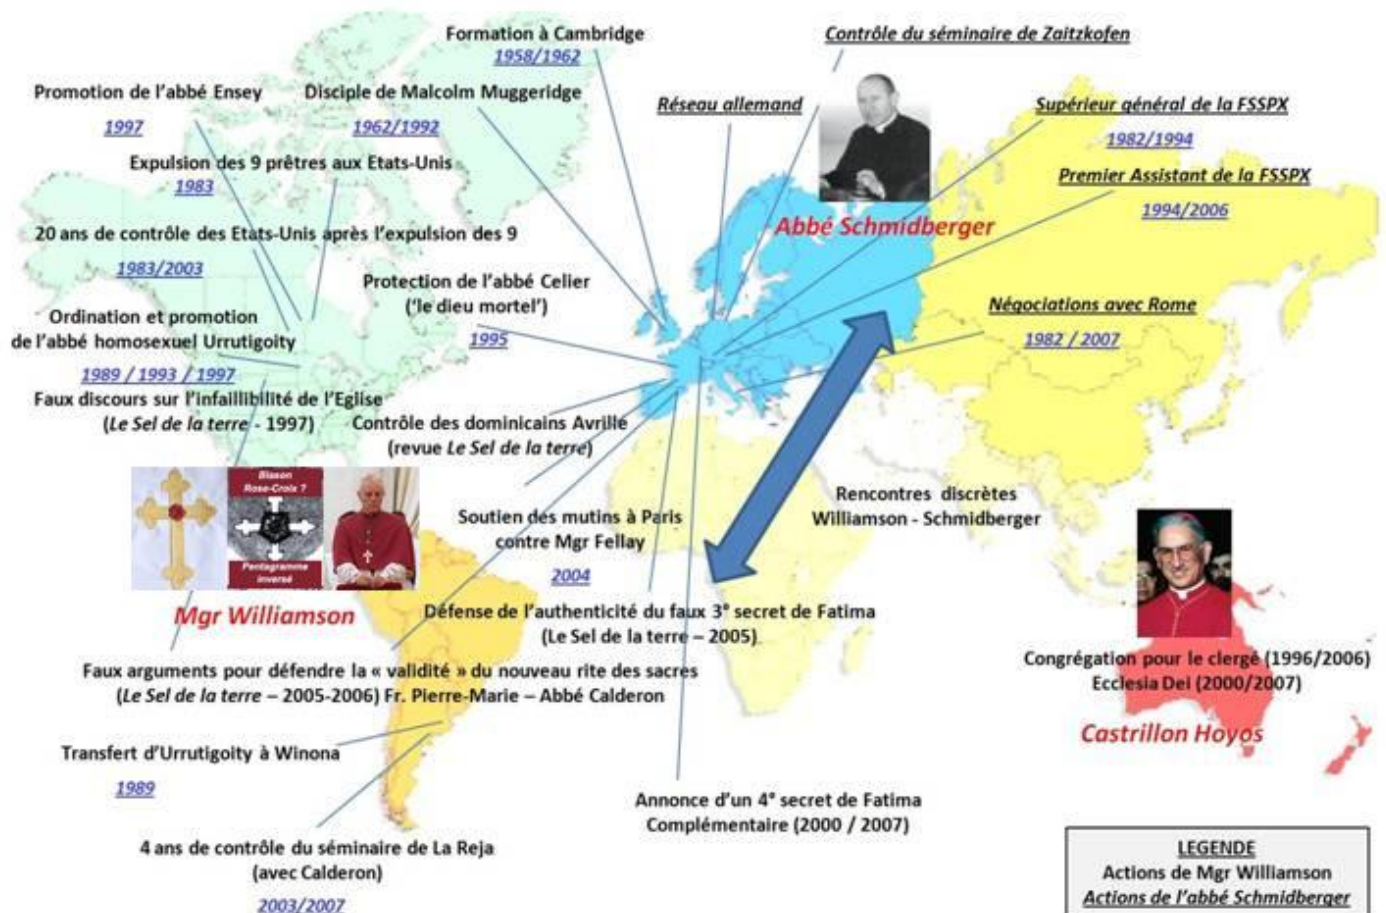 Formation à Cambridge
1958/1962
Contrôle du séminaire de Zaitzkofen
Promotion de l'abbé Ensey
1997
Disciple de Malcolm Muggeridge
1962/1992
Réseau allemand
Supérieur général de la FSSPX
1982/1994
Expulsion des 9 prêtres aux Etats-Unis
1983
Premier Assistant de la FSSPX
1994/2006
Abbé Schmidberger
20 ans de contrôle des Etats-Unis après l'expulsion des 9
1983/2003
Protection de l'abbé Celier
('le dieu mortel')
1995
Négociations avec Rome
1982 / 2007
Ordination et promotion
de l'abbé homosexuel Urrutigoity
1989 / 1993 / 1997
Faux discours sur l'infaillibilité de l'Eglise
(Le Sel de la terre - 1997)
Contrôle des dominicains Avrille
(revue Le Sel de la terre)
Blason
Rose-Croix ?
Pentagramme
inversé
Mgr Williamson
Soutien des mutins à Paris
contre Mgr Fellay
2004
Rencontres discrètes
Williamson - Schmidberger
Défense de l'authenticité du faux 3° secret de Fatima
(Le Sel de la terre – 2005)
Faux arguments pour défendre la « validité » du nouveau rite des sacres
(Le Sel de la terre – 2005-2006) Fr. Pierre-Marie – Abbé Calderon
Congrégation pour le clergé (1996/2006)
Ecclesia Dei (2000/2007)
Castrillon Hoyos
Transfert d'Urrutigoity à Winona
1989
Annonce d'un 4° secret de Fatima
Complémentaire (2000 / 2007)
4 ans de contrôle du séminaire de La Reja
(avec Calderon)
2003/2007
LEGENDE
Actions de Mgr Williamson
Actions de l'abbé Schmidberger